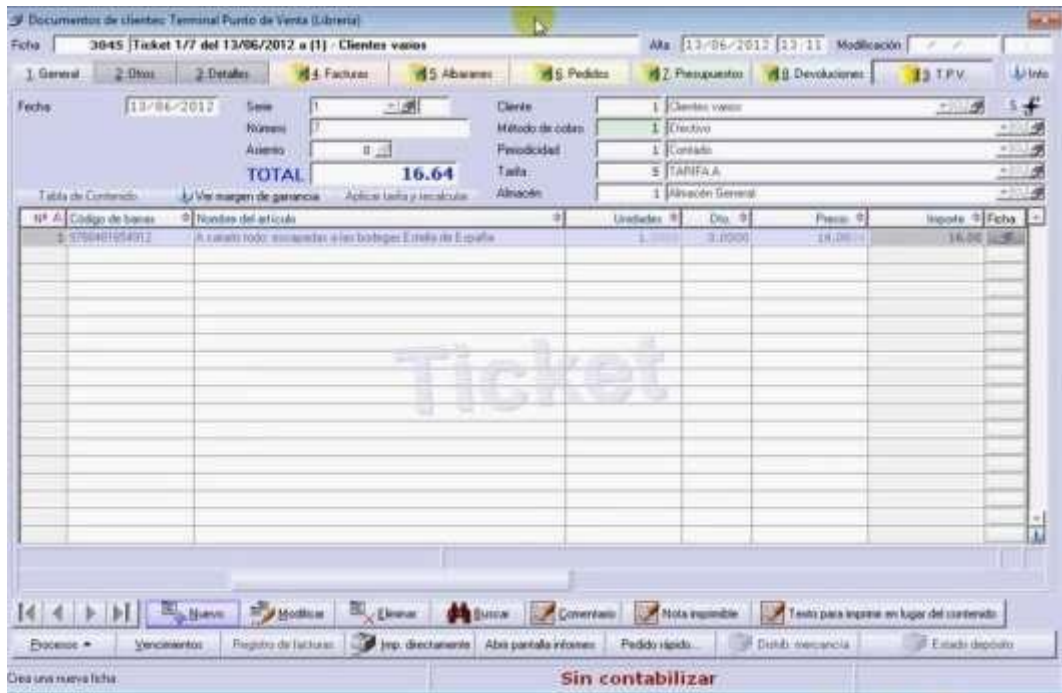 Documentos de clientes: Terminal Punto de Venta (Librería)
Ficha 3045 Ticket 1/7 del 13/06/2012 a (1) - Clientes varios Alta 13/06/2012 13:11 Modificación / /
1 General 2 Otros 3 Detalles 4 Facturas 5 Albaranes 6 Pedidos 7 Presupuestos 8 Devoluciones 9 T.P.V. Info
Fecha 13/06/2012 Serie 1 Cliente 1 Clientes varios S
Número 7 Método de cobro 1 Efectivo
Asiento 0 Periodicidad 1 Contado
TOTAL 16.64 Tarifa 5 TARIFA A
Tabla de Contenido Ver margen de ganancia Aplicar tarifa y recalcular Almacén 1 Almacén General
Nº A Código de barras Nombre del artículo Unidades Dto. Precio Importe Ficha
1 A catarlo todo: escapadas a las bodegas Estrella de España 16.00
Ticket
Nuevo Modificar Eliminar Buscar Comentario Nota imprimible Texto para imprimir en lugar del contenido
Procesos Vencimientos Registro de facturas Imp. directamente Abrir pantalla informes Pedido rápido... Distrib. mercancía Estado depósito
Crea una nueva ficha Sin contabilizar